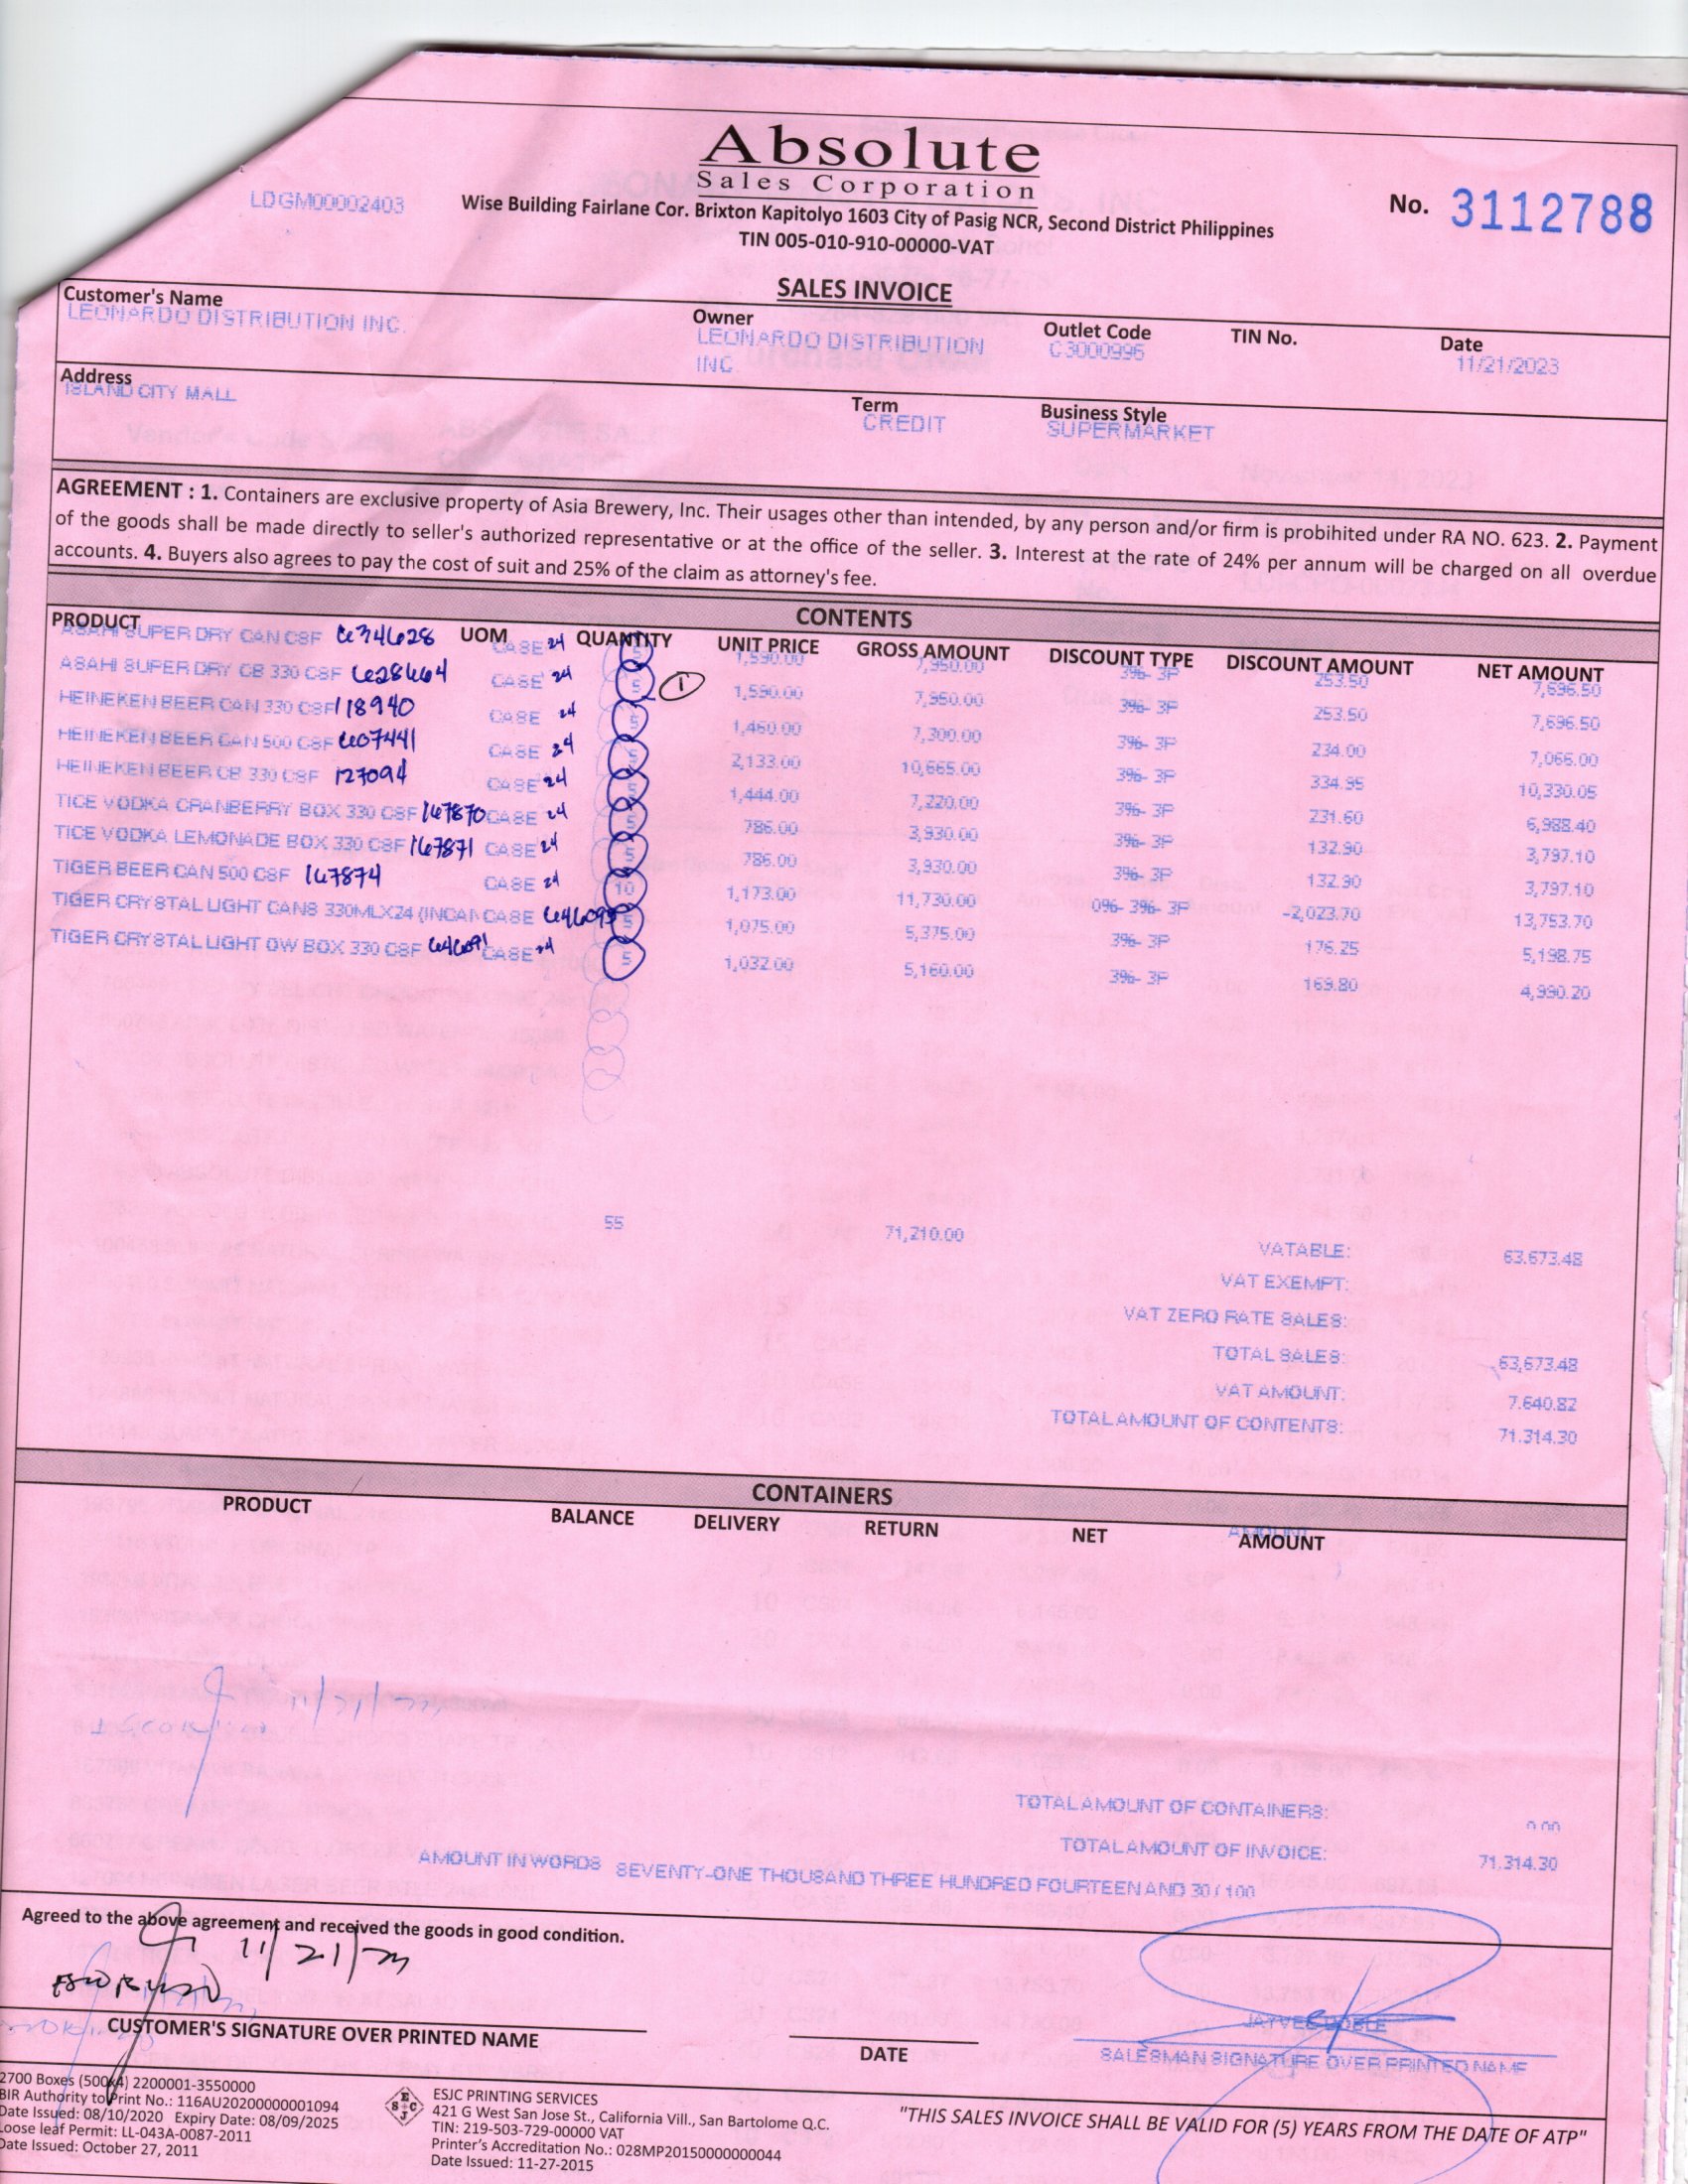 Absolute
Sales Corporation
LDGM00002403
Wise Building Fairlane Cor. Brixton Kapitolyo 1603 City of Pasig NCR, Second District Philippines
No. 3112788
TIN 005-010-910-00000-VAT
SALES INVOICE
Customer's Name
LEONARDO DISTRIBUTION INC.
Owner
LEONARDO DISTRIBUTION
INC.
Outlet Code
C3000996
TIN No.
Date
11/21/2023
Address
ISLAND CITY MALL
Term
CREDIT
Business Style
SUPERMARKET
AGREEMENT : 1. Containers are exclusive property of Asia Brewery, Inc. Their usages other than intended, by any person and/or firm is probihited under RA NO. 623. 2. Payment
of the goods shall be made directly to seller's authorized representative or at the office of the seller. 3. Interest at the rate of 24% per annum will be charged on all overdue
accounts. 4. Buyers also agrees to pay the cost of suit and 25% of the claim as attorney's fee.
CONTENTS
PRODUCT UOM QUANTITY UNIT PRICE GROSS AMOUNT DISCOUNT TYPE DISCOUNT AMOUNT NET AMOUNT
ASAHI SUPER DRY CAN CSF 634628 CASE 24 5 1,590.00 7,950.00 3%- 3P 253.50 7,696.50
ASAHI SUPER DRY CB 330 CSF 628664 CASE 24 5 1 1,590.00 7,950.00 3%- 3P 253.50 7,696.50
HEINEKEN BEER CAN 330 CSF 118940 CASE 24 5 1,460.00 7,300.00 3%- 3P 234.00 7,066.00
HEINEKEN BEER CAN 500 CSF 607441 CASE 24 5 2,133.00 10,665.00 3%- 3P 334.95 10,330.05
HEINEKEN BEER CB 330 CSF 127094 CASE 24 5 1,444.00 7,220.00 3%- 3P 231.60 6,988.40
TICE VODKA CRANBERRY BOX 330 CSF 167870 CASE 24 5 786.00 3,930.00 3%- 3P 132.90 3,797.10
TICE VODKA LEMONADE BOX 330 CSF 167871 CASE 24 5 786.00 3,930.00 3%- 3P 132.90 3,797.10
TIGER BEER CAN 500 CSF 167874 CASE 24 10 1,173.00 11,730.00 0%- 3%- 3P -2,023.70 13,753.70
TIGER CRYSTAL LIGHT CANS 330MLX24 (INCAN CASE 5 1,075.00 5,375.00 3%- 3P 176.25 5,198.75
TIGER CRYSTAL LIGHT OW BOX 330 CSF CASE 24 5 1,032.00 5,160.00 3%- 3P 169.80 4,990.20
55 71,210.00
VATABLE: 63,673.48
VAT EXEMPT:
VAT ZERO RATE SALES:
TOTAL SALES: 63,673.48
VAT AMOUNT: 7,640.82
TOTAL AMOUNT OF CONTENTS: 71,314.30
CONTAINERS
PRODUCT BALANCE DELIVERY RETURN NET AMOUNT
AMOUNT
TOTAL AMOUNT OF CONTAINERS: 0.00
TOTAL AMOUNT OF INVOICE: 71,314.30
AMOUNT IN WORDS SEVENTY-ONE THOUSAND THREE HUNDRED FOURTEEN AND 30 / 100
Agreed to the above agreement and received the goods in good condition.
11/21/23
CUSTOMER'S SIGNATURE OVER PRINTED NAME
DATE
JAYVEE DOBLE
SALESMAN SIGNATURE OVER PRINTED NAME
2700 Boxes (500x4) 2200001-3550000
BIR Authority to Print No.: 116AU20200000001094
Date Issued: 08/10/2020 Expiry Date: 08/09/2025
Loose leaf Permit: LL-043A-0087-2011
Date Issued: October 27, 2011
ESJC
ESJC PRINTING SERVICES
421 G West San Jose St., California Vill., San Bartolome Q.C.
TIN: 219-503-729-00000 VAT
Printer's Accreditation No.: 028MP20150000000044
Date Issued: 11-27-2015
"THIS SALES INVOICE SHALL BE VALID FOR (5) YEARS FROM THE DATE OF ATP"